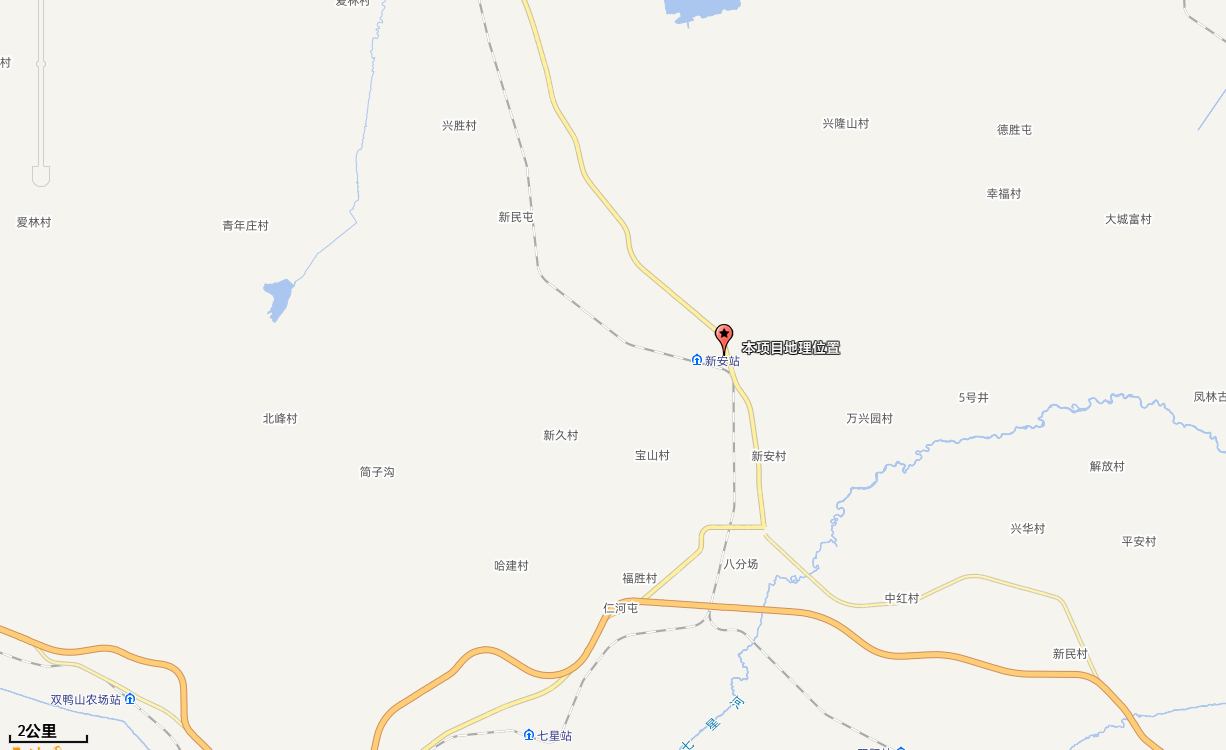 爱林村
村
兴胜村
兴隆山村
德胜屯
幸福村
大城富村
爱林村
青年庄村
新民屯
本项目地理位置
新安站
5号井
凤林古
北峰村
万兴园村
新久村
宝山村
新安村
简子沟
解放村
兴华村
平安村
哈建村
八分场
福胜村
仁河屯
中红村
新民村
双鸭山农场站
七星河
2公里
七星站